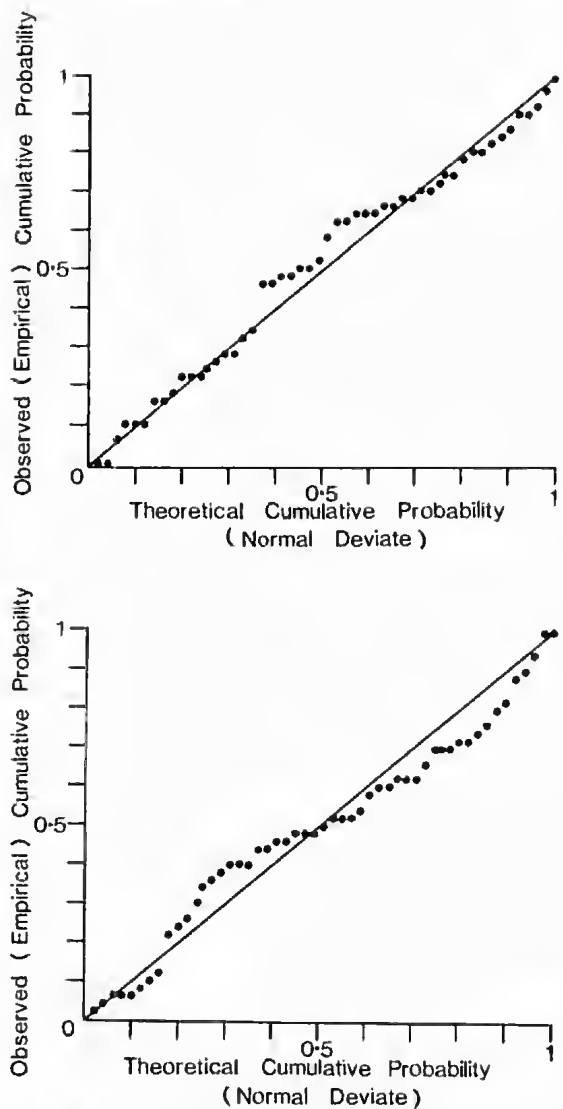 Observed (Empirical) Cumulative Probability
1
0·5
0
0·5
1
Theoretical Cumulative Probability
(Normal Deviate)
Observed (Empirical) Cumulative Probability
1
0·5
0
0·5
1
Theoretical Cumulative Probability
(Normal Deviate)